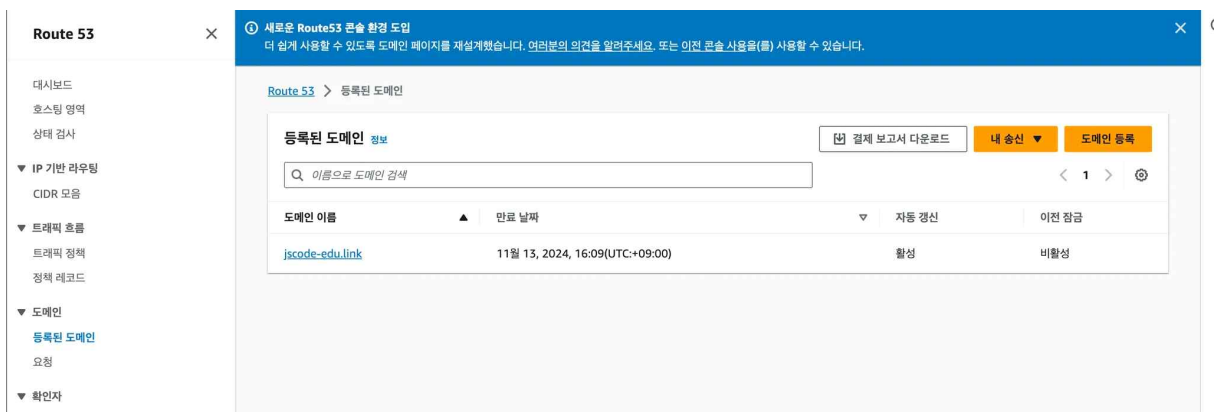 Route 53
대시보드
호스팅 영역
상태 검사
IP 기반 라우팅
CIDR 모음
트래픽 흐름
트래픽 정책
정책 레코드
도메인
등록된 도메인
요청
확인자
새로운 Route53 콘솔 환경 도입
더 쉽게 사용할 수 있도록 도메인 페이지를 재설계했습니다. 여러분의 의견을 알려주세요. 또는 이전 콘솔 사용을(를) 사용할 수 있습니다.
Route 53 > 등록된 도메인
등록된 도메인 정보
결제 보고서 다운로드 내 송신 도메인 등록
이름으로 도메인 검색
1
도메인 이름 만료 날짜 자동 갱신 이전 잠금
jscode-edu.link 11월 13, 2024, 16:09(UTC:+09:00) 활성 비활성